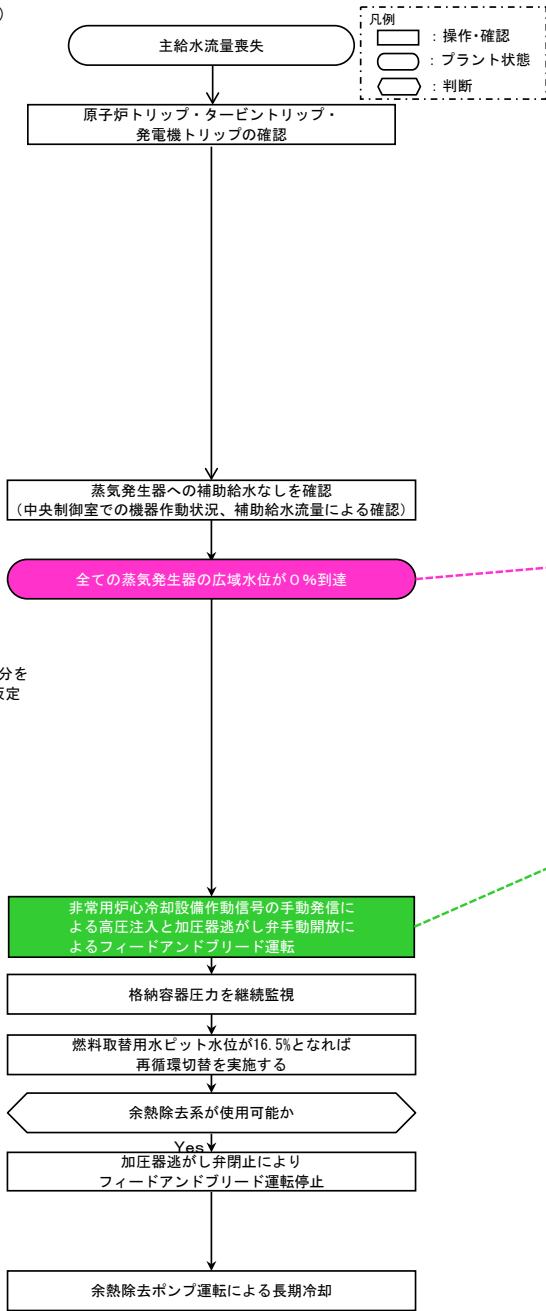 )
主給水流量喪失
凡例
：操作・確認
：プラント状態
：判断
原子炉トリップ・タービントリップ・
発電機トリップの確認
蒸気発生器への補助給水なしを確認
（中央制御室での機器作動状況、補助給水流量による確認）
全ての蒸気発生器の広域水位が０％到達
分を
定
非常用炉心冷却設備作動信号の手動発信に
よる高圧注入と加圧器逃がし弁手動開放に
よるフィードアンドブリード運転
格納容器圧力を継続監視
燃料取替用水ピット水位が16.5%となれば
再循環切替を実施する
余熱除去系が使用可能か
Yes
加圧器逃がし弁閉止により
フィードアンドブリード運転停止
余熱除去ポンプ運転による長期冷却